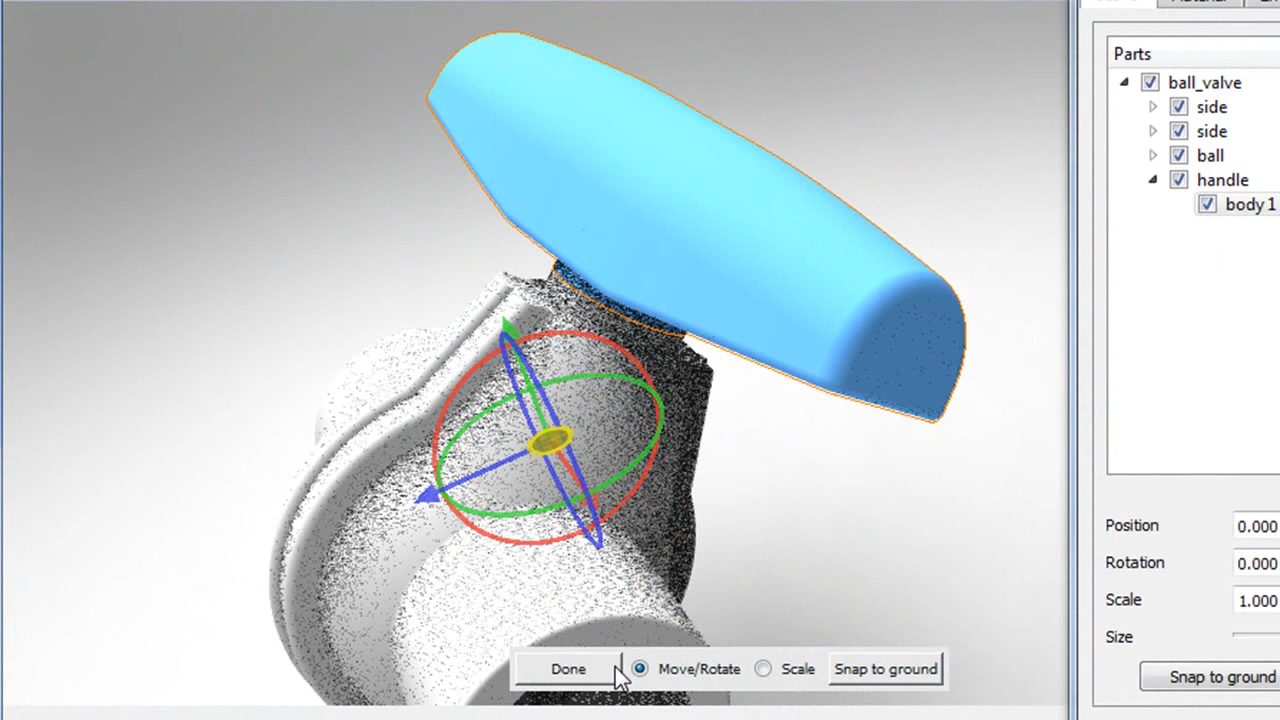 Parts
ball_valve
side
side
ball
handle
body 1
Position 0.000
Rotation 0.000
Scale 1.000
Size
Snap to ground
Done Move/Rotate Scale Snap to ground